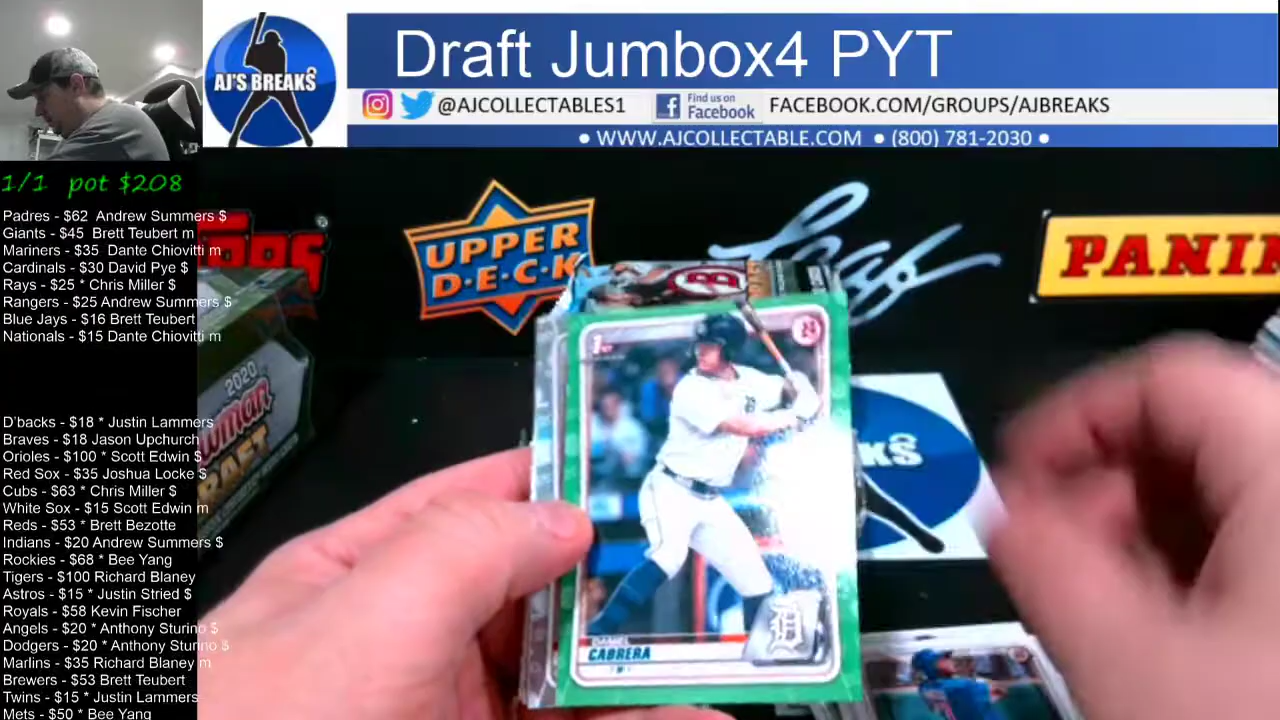 AJ'S BREAKS
Draft Jumbox4 PYT
@AJCOLLECTABLES1
Find us on
Facebook
FACEBOOK.COM/GROUPS/AJBREAKS
• WWW.AJCOLLECTABLE.COM • (800) 781-2030 •
1/1 pot $208
Padres - $62 Andrew Summers $
Giants - $45 Brett Teubert m
Mariners - $35 Dante Chiovitti m
Cardinals - $30 David Pye $
Rays - $25 * Chris Miller $
Rangers - $25 Andrew Summers $
Blue Jays - $16 Brett Teubert
Nationals - $15 Dante Chiovitti m
D'backs - $18 * Justin Lammers
Braves - $18 Jason Upchurch
Orioles - $100 * Scott Edwin $
Red Sox - $35 Joshua Locke $
Cubs - $63 * Chris Miller $
White Sox - $15 Scott Edwin m
Reds - $53 * Brett Bezotte
Indians - $20 Andrew Summers $
Rockies - $68 * Bee Yang
Tigers - $100 Richard Blaney
Astros - $15 * Justin Stried $
Royals - $58 Kevin Fischer
Angels - $20 * Anthony Sturino $
Dodgers - $20 * Anthony Sturino $
Marlins - $35 Richard Blaney m
Brewers - $53 Brett Teubert
Twins - $15 * Justin Lammers
Mets - $50 * Bee Yang
UPPER
D·E·C·K
Leaf
PANINI
2020
CABRERA